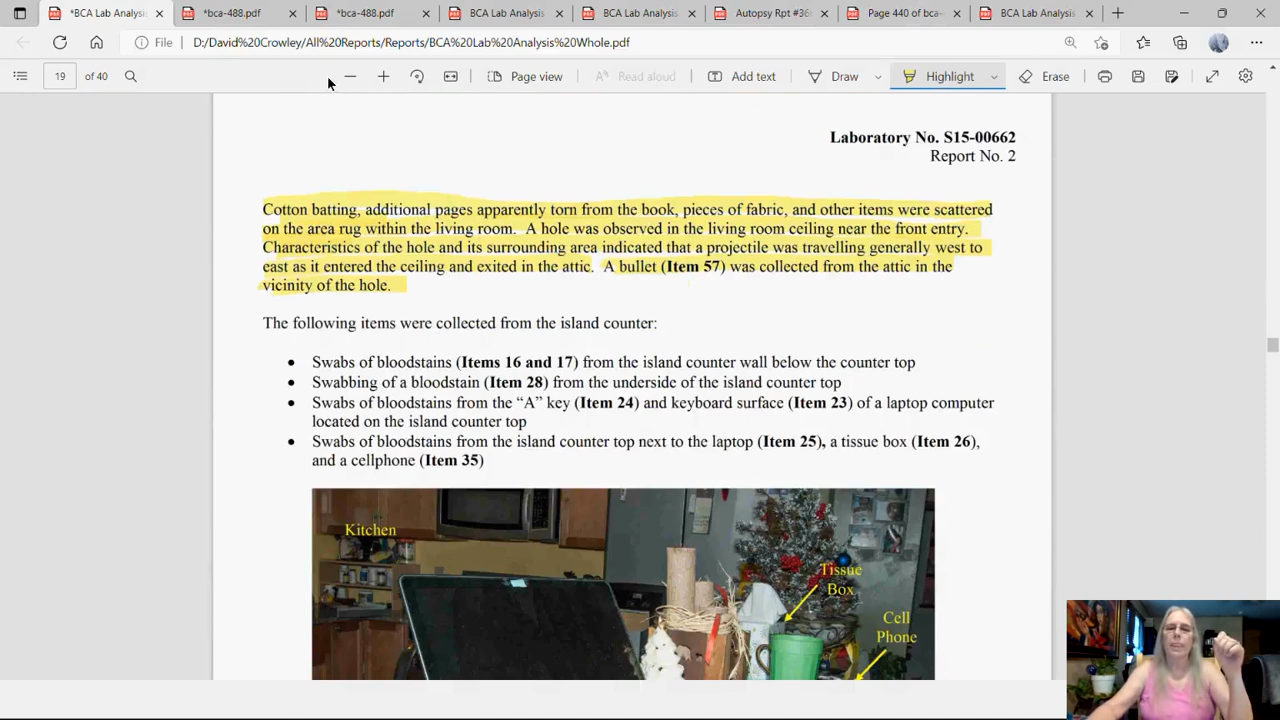 *BCA Lab Analysis
*bca-488.pdf
*bca-488.pdf
BCA Lab Analysis
BCA Lab Analysis
Autopsy Rpt #36
Page 440 of bca-
BCA Lab Analysis
File
D:/David%20Crowley/All%20Reports/Reports/BCA%20Lab%20Analysis%20Whole.pdf
19 of 40
Page view
Read aloud
Add text
Draw
Highlight
Erase
Laboratory No. S15-00662
Report No. 2
Cotton batting, additional pages apparently torn from the book, pieces of fabric, and other items were scattered
on the area rug within the living room. A hole was observed in the living room ceiling near the front entry.
Characteristics of the hole and its surrounding area indicated that a projectile was travelling generally west to
east as it entered the ceiling and exited in the attic. A bullet (Item 57) was collected from the attic in the
vicinity of the hole.
The following items were collected from the island counter:
• Swabs of bloodstains (Items 16 and 17) from the island counter wall below the counter top
• Swabbing of a bloodstain (Item 28) from the underside of the island counter top
• Swabs of bloodstains from the “A” key (Item 24) and keyboard surface (Item 23) of a laptop computer
located on the island counter top
• Swabs of bloodstains from the island counter top next to the laptop (Item 25), a tissue box (Item 26),
and a cellphone (Item 35)
Kitchen
Tissue
Box
Cell
Phone